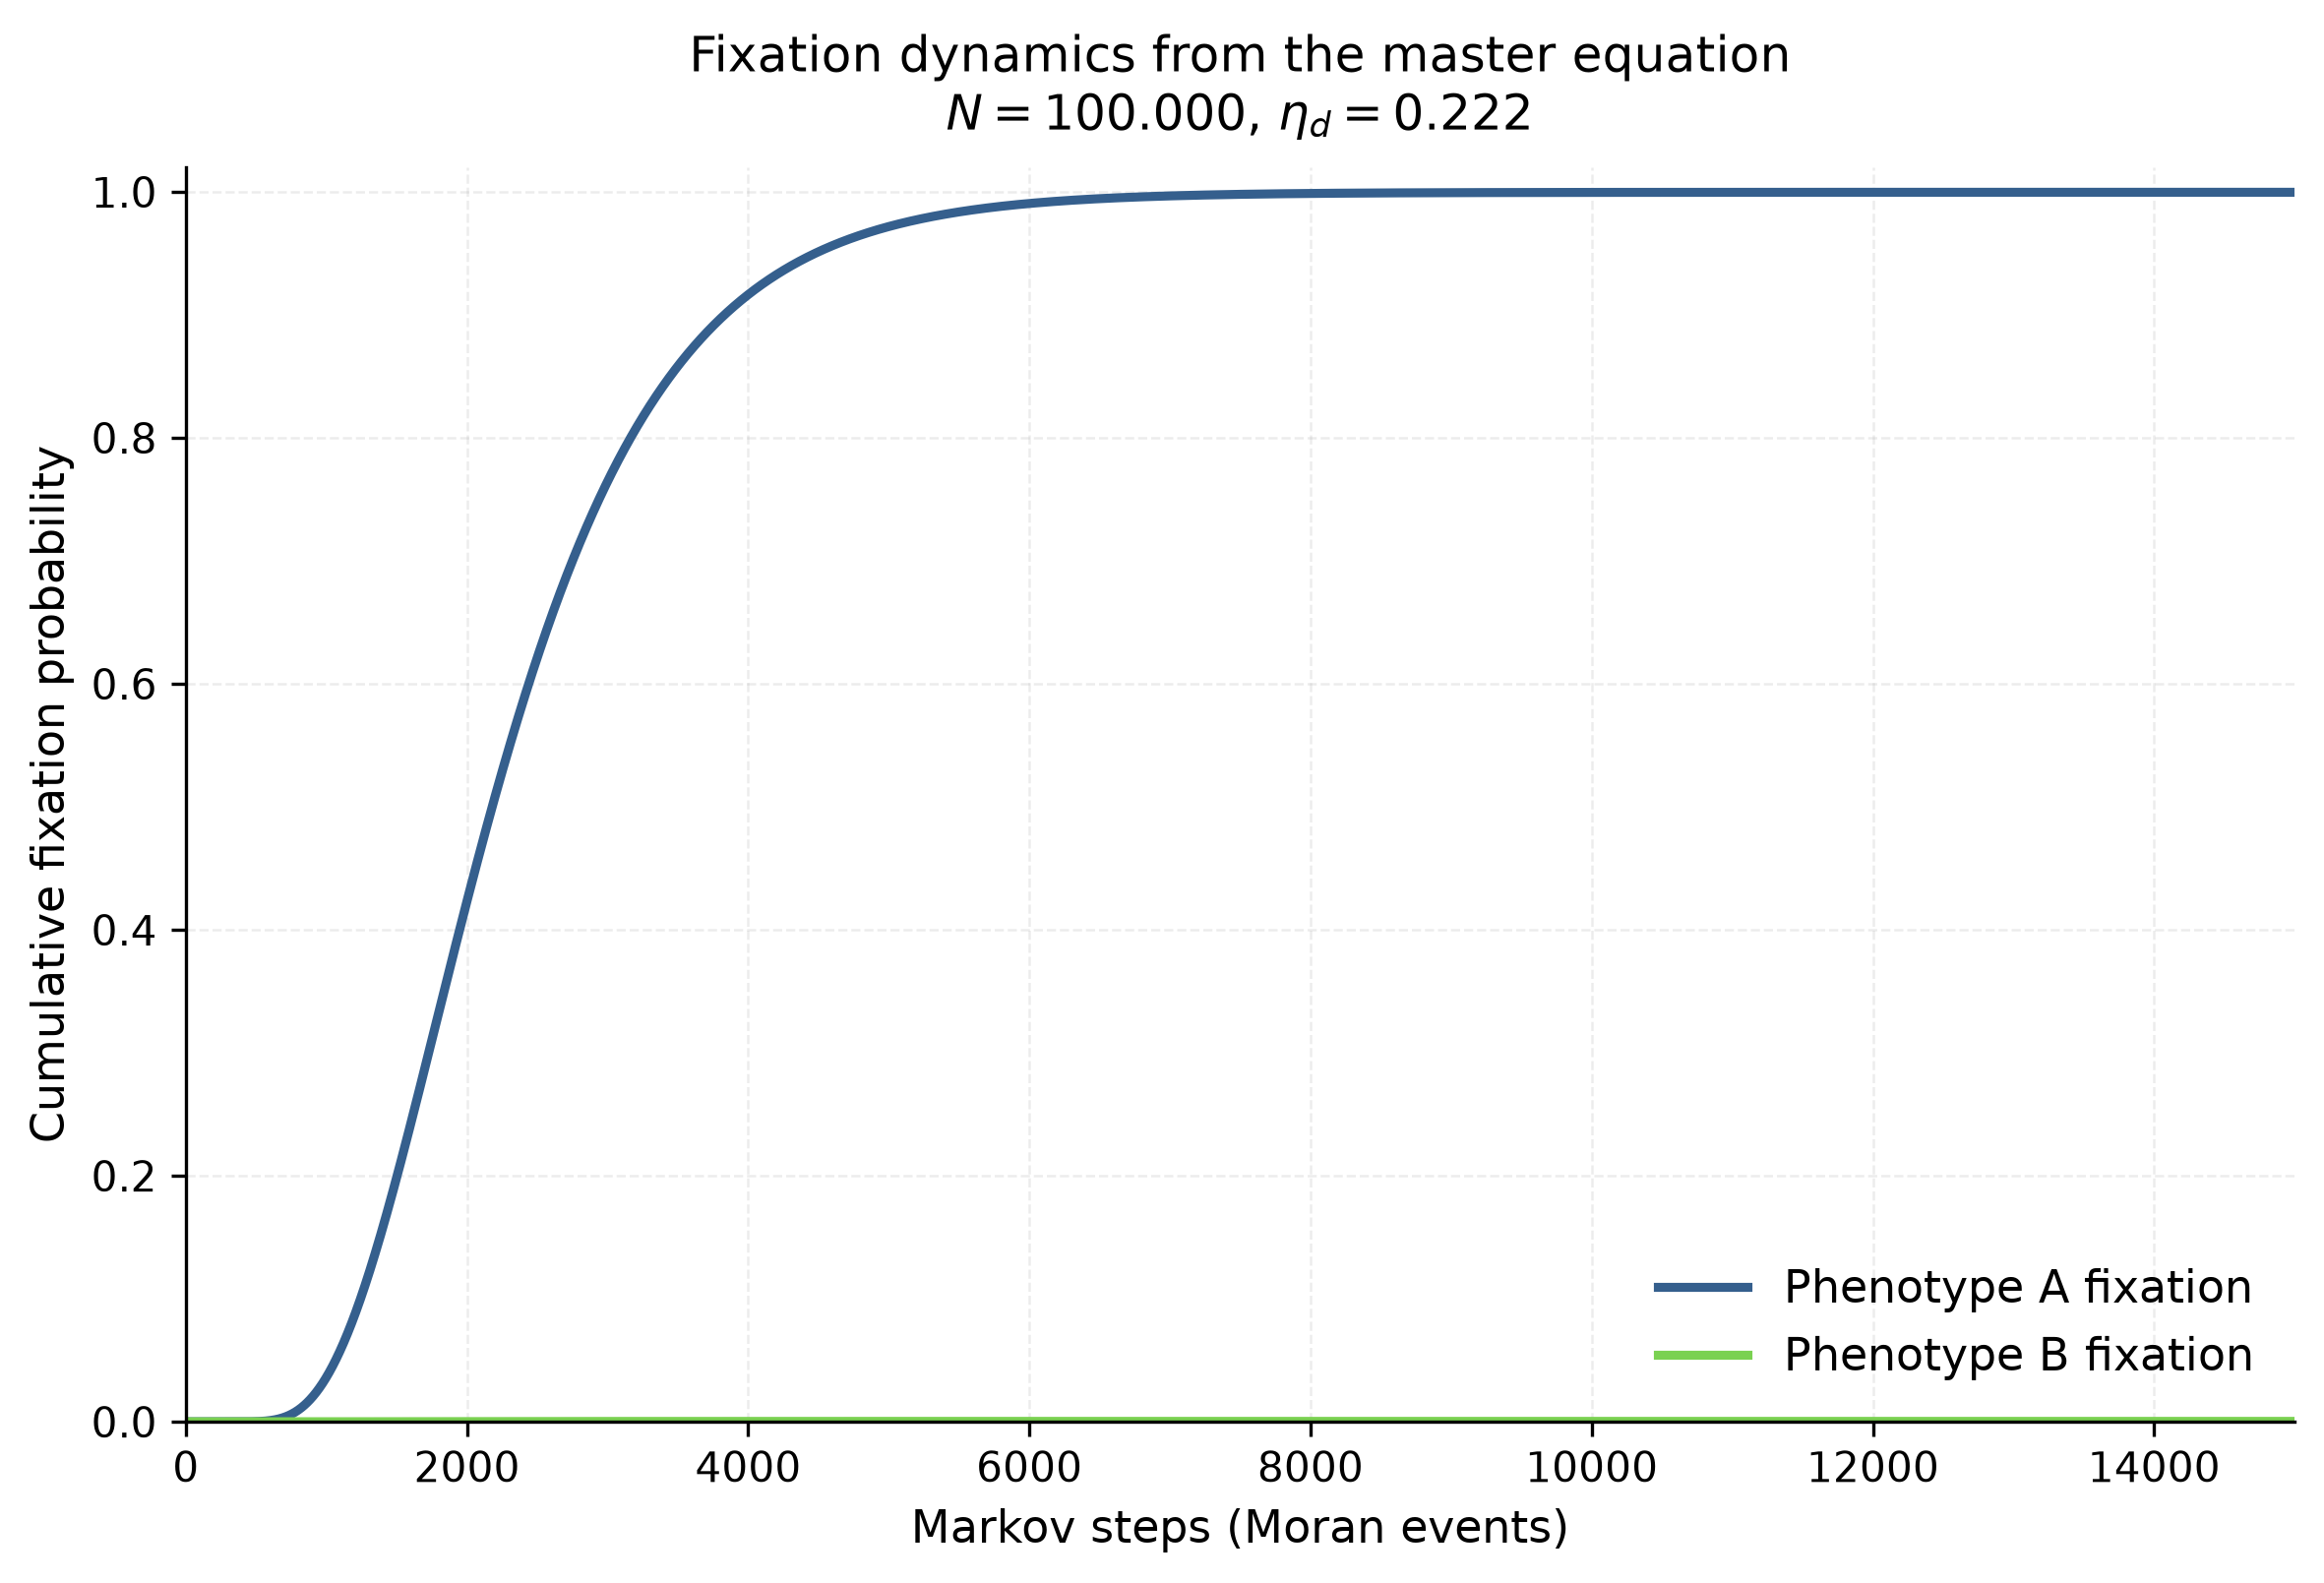 Fixation dynamics from the master equation
N = 100.000, η_d = 0.222
Cumulative fixation probability
1.0
0.8
0.6
0.4
0.2
0.0
0 2000 4000 6000 8000 10000 12000 14000
Markov steps (Moran events)
Phenotype A fixation
Phenotype B fixation